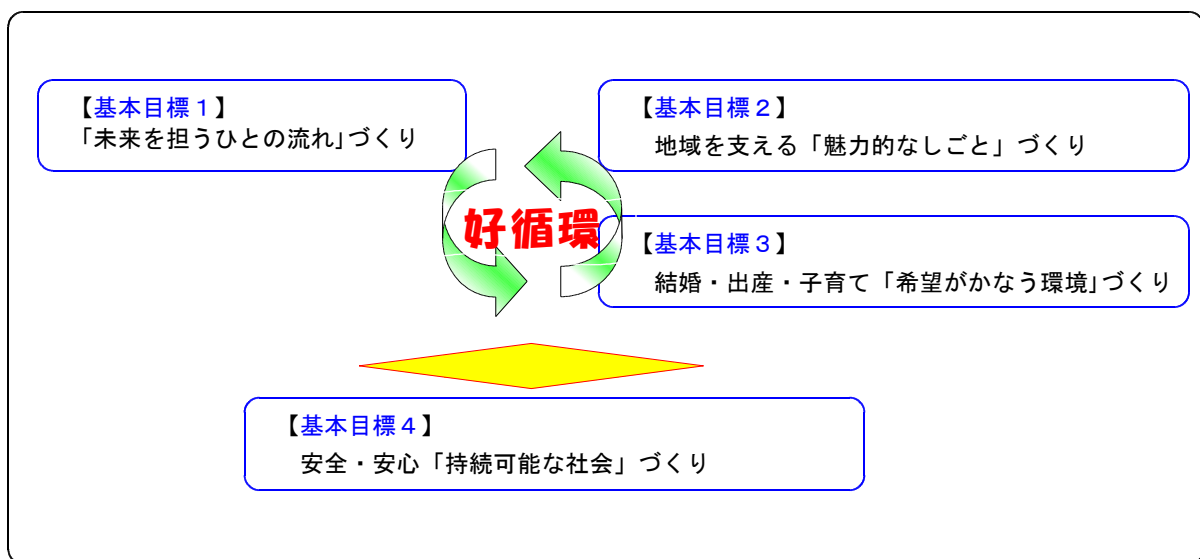 【基本目標１】
「未来を担うひとの流れ」づくり
【基本目標２】
地域を支える「魅力的なしごと」づくり
好循環
【基本目標３】
結婚・出産・子育て「希望がかなう環境」づくり
【基本目標４】
安全・安心「持続可能な社会」づくり